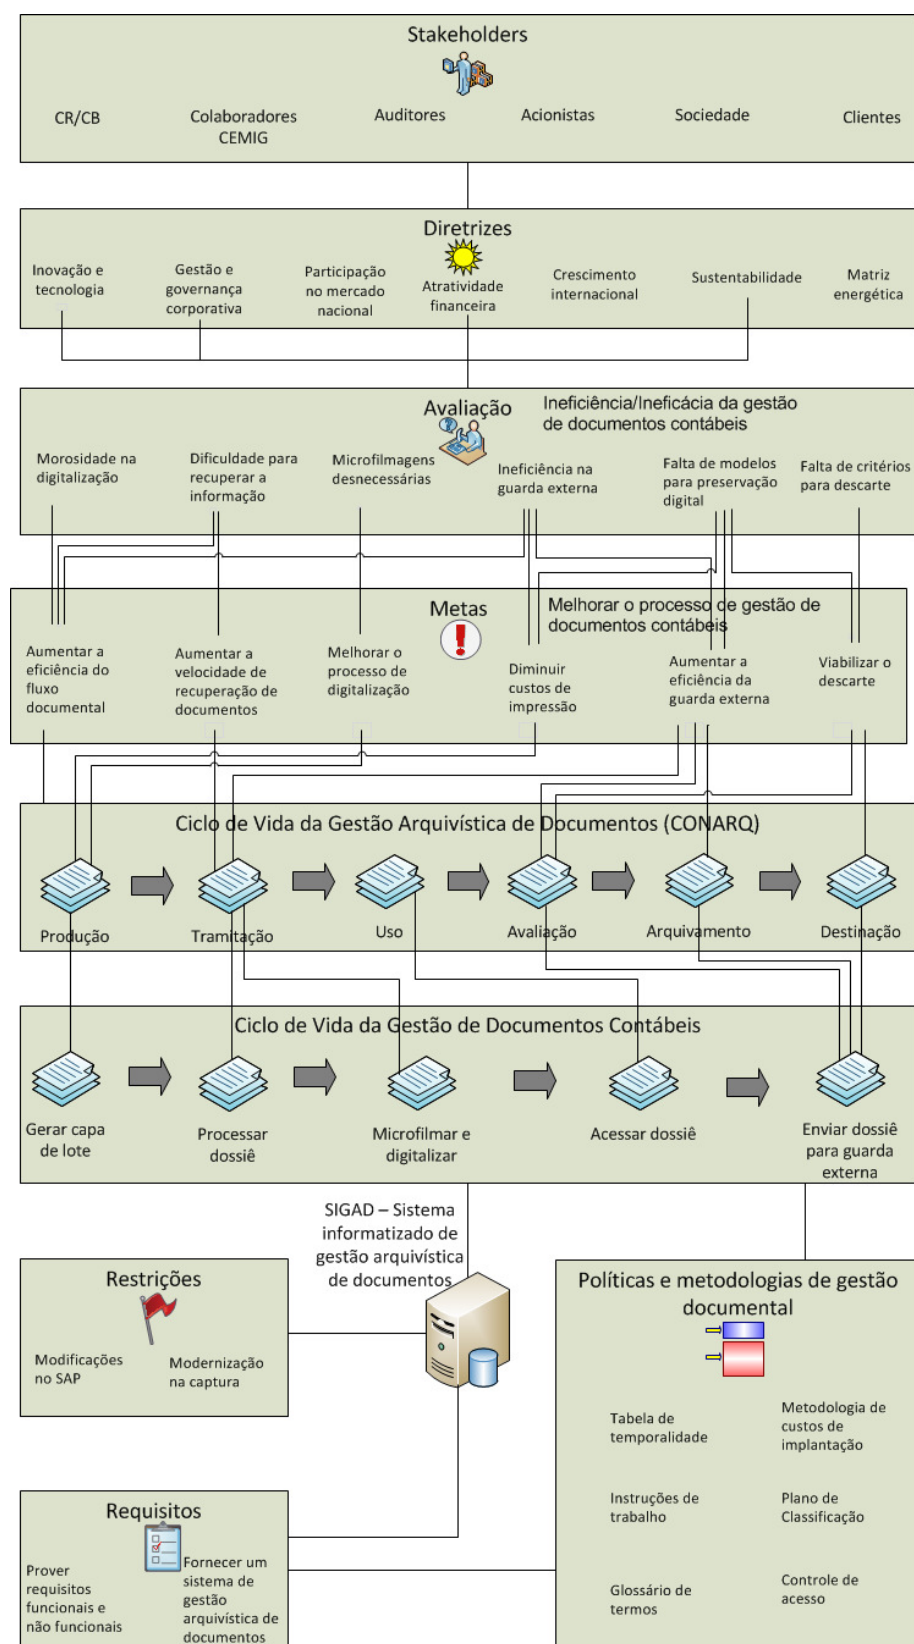 Stakeholders
CR/CB
Colaboradores
CEMIG
Auditores
Acionistas
Sociedade
Clientes
Diretrizes
Inovação e
tecnologia
Gestão e
governança
corporativa
Participação
no mercado
nacional
Atratividade
financeira
Crescimento
internacional
Sustentabilidade
Matriz
energética
Avaliação
Ineficiência/Ineficácia da gestão
de documentos contábeis
Morosidade na
digitalização
Dificuldade para
recuperar a
informação
Microfilmagens
desnecessárias
Ineficiência na
guarda externa
Falta de modelos
para preservação
digital
Falta de critérios
para descarte
Metas
Melhorar o processo de gestão de
documentos contábeis
Aumentar a
eficiência do
fluxo
documental
Aumentar a
velocidade de
recuperação de
documentos
Melhorar o
processo de
digitalização
Diminuir
custos de
impressão
Aumentar a
eficiência da
guarda externa
Viabilizar o
descarte
Ciclo de Vida da Gestão Arquivística de Documentos (CONARQ)
Produção
Tramitação
Uso
Avaliação
Arquivamento
Destinação
Ciclo de Vida da Gestão de Documentos Contábeis
Gerar capa
de lote
Processar
dossiê
Microfilmar e
digitalizar
Acessar dossiê
Enviar dossiê
para guarda
externa
SIGAD – Sistema
informatizado de
gestão arquivística
de documentos
Restrições
Modificações
no SAP
Modernização
na captura
Políticas e metodologias de gestão
documental
Tabela de
temporalidade
Metodologia de
custos de
implantação
Instruções de
trabalho
Plano de
Classificação
Glossário de
termos
Controle de
acesso
Requisitos
Prover
requisitos
funcionais e
não funcionais
Fornecer um
sistema de
gestão
arquivística de
documentos